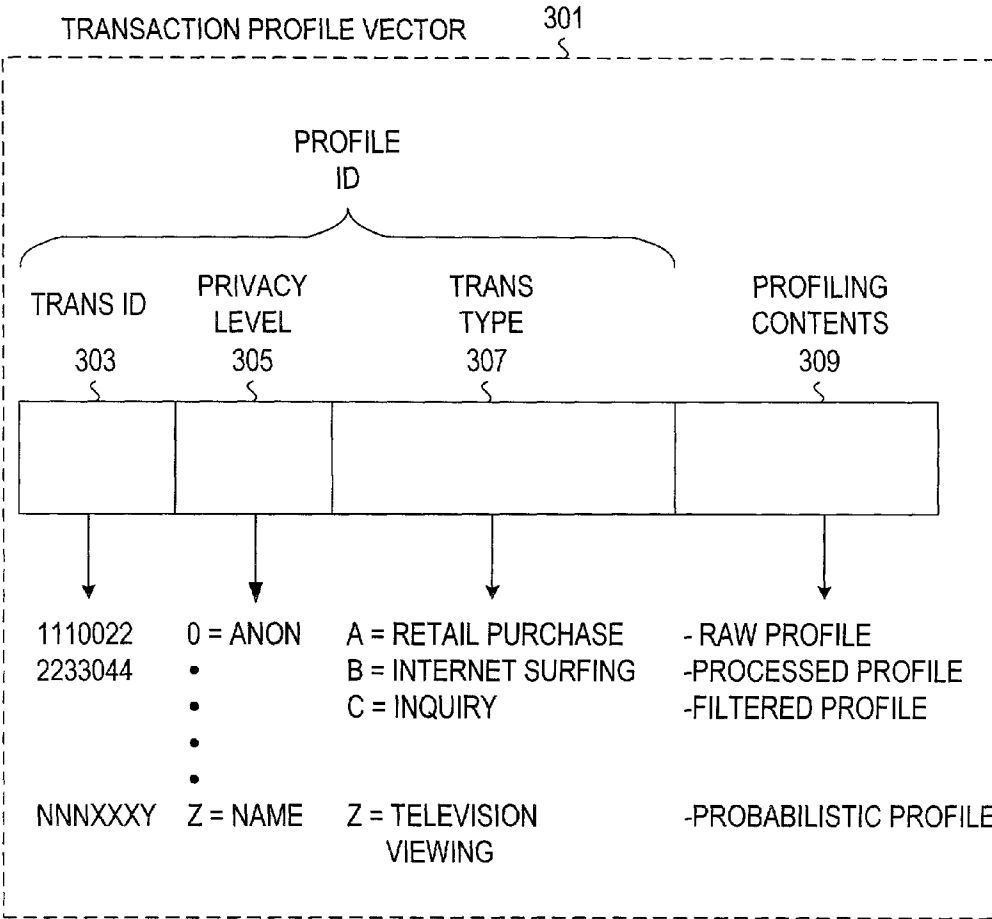 TRANSACTION PROFILE VECTOR
301
PROFILE
ID
TRANS ID
303
PRIVACY
LEVEL
305
TRANS
TYPE
307
PROFILING
CONTENTS
309
1110022
2233044
NNNXXXY
0 = ANON
•
•
•
•
Z = NAME
A = RETAIL PURCHASE
B = INTERNET SURFING
C = INQUIRY
Z = TELEVISION
VIEWING
- RAW PROFILE
-PROCESSED PROFILE
-FILTERED PROFILE
-PROBABILISTIC PROFILE